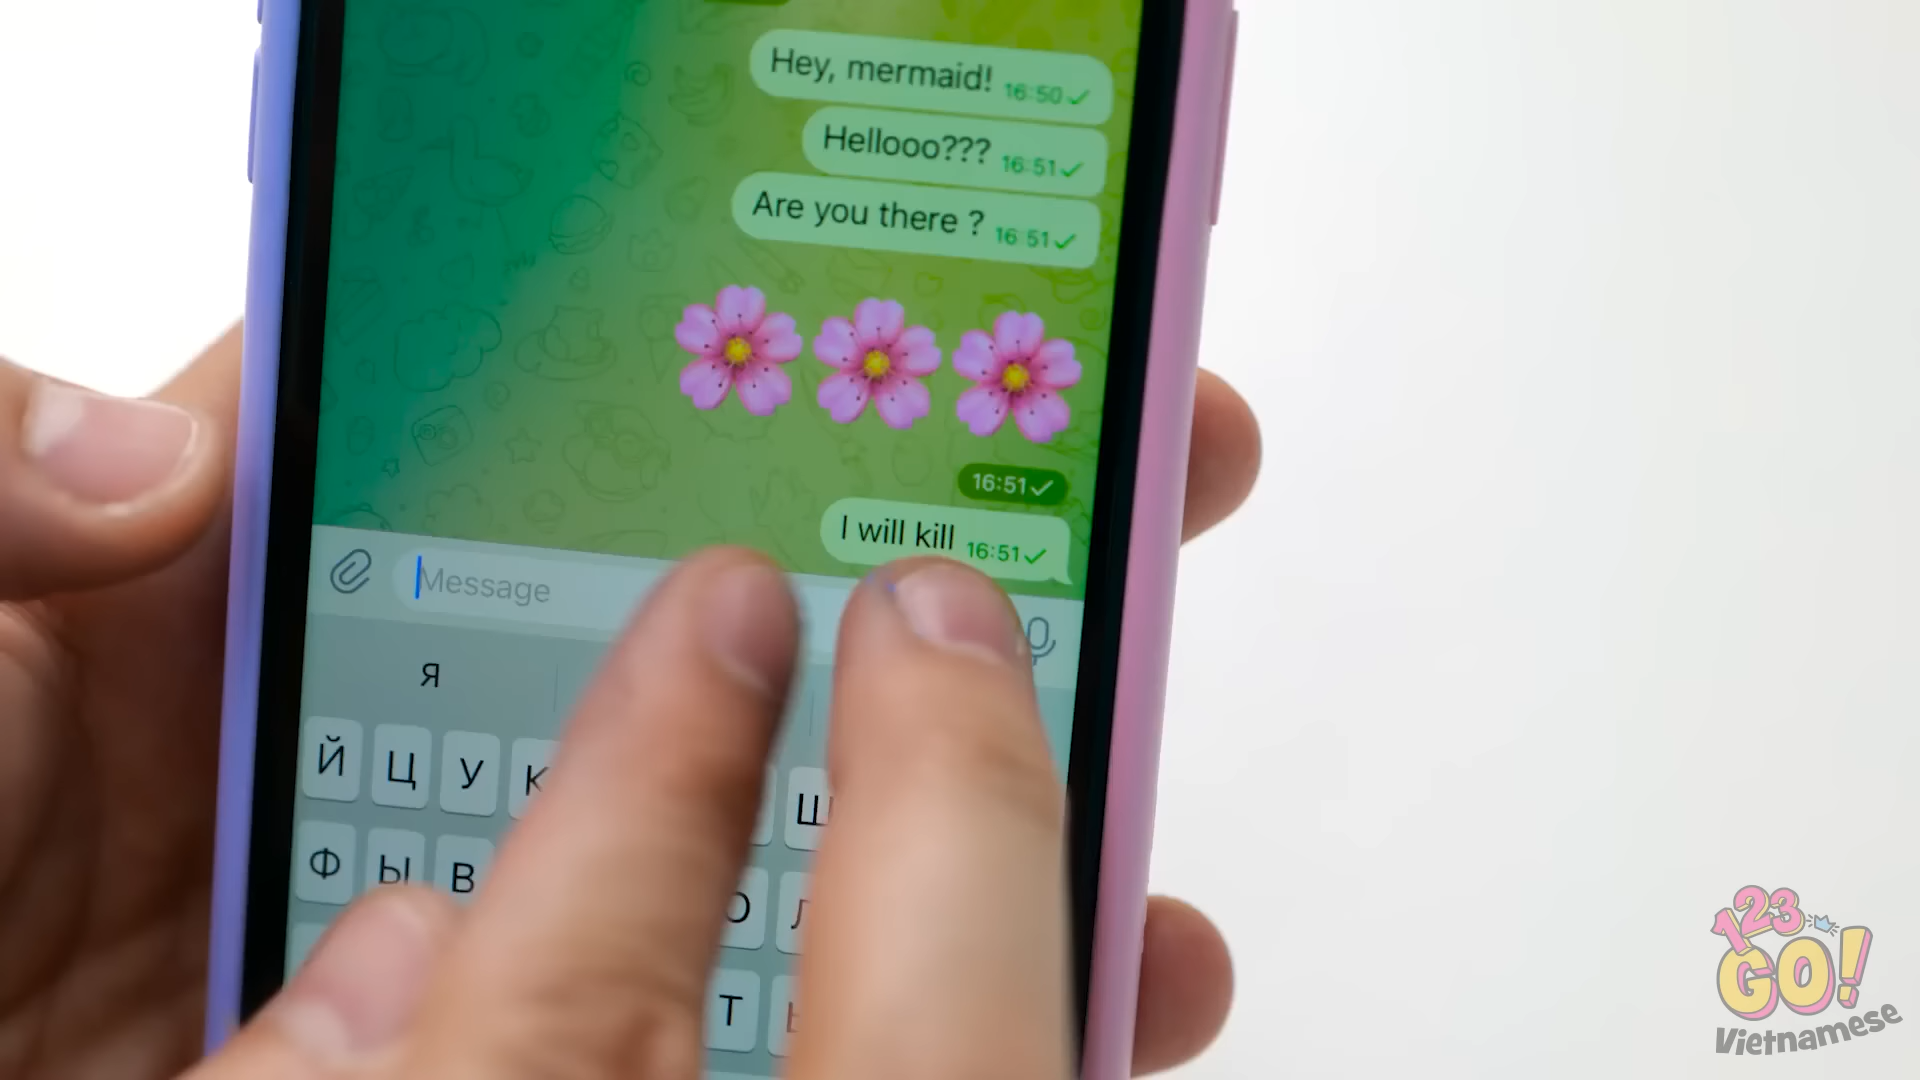 Hey, mermaid! 16:50
Hellooo??? 16:51
Are you there ? 16:51
16:51
I will kill 16:51
Message
я
Й Ц У К Ш
Ф Ы В О Л
Т
123 GO!
Vietnamese